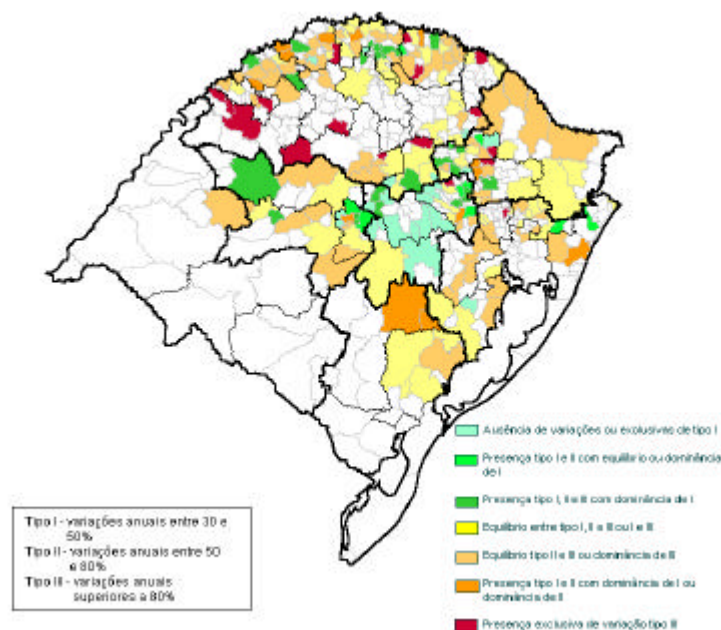 Ausência de variações ou exclusivas de tipo I
Presença tipo I e II com equilíbrio ou dominância
de I
Presença tipo I, II e III com dominância de I
Equilíbrio entre tipo I, II e III ou I e III
Equilíbrio tipo II e III ou dominância de III
Presença tipo I e II com dominância de I ou
dominância de II
Presença exclusiva de variação tipo III
Tipo I - variações anuais entre 30 e
50%
Tipo II - variações anuais entre 50
e 80%
Tipo III - variações anuais
superiores a 80%